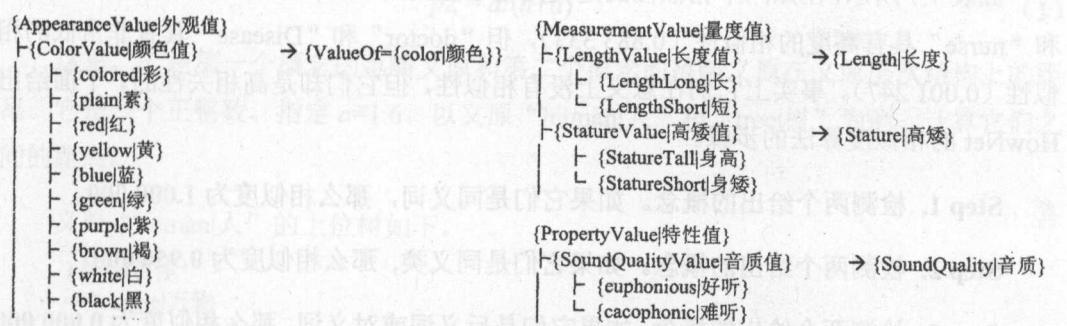 {AppearanceValue|外观值}
├{ColorValue|颜色值} → {ValueOf={color|颜色}}
├ {colored|彩}
├ {plain|素}
├ {red|红}
├ {yellow|黄}
├ {blue|蓝}
├ {green|绿}
├ {purple|紫}
├ {brown|褐}
├ {white|白}
├ {black|黑}
{MeasurementValue|量度值}
├{LengthValue|长度值} →{Length|长度}
├ {LengthLong|长}
└ {LengthShort|短}
├{StatureValue|高矮值} → {Stature|高矮}
├ {StatureTall|身高}
└ {StatureShort|身矮}
{PropertyValue|特性值}
├{SoundQualityValue|音质值} → {SoundQuality|音质}
├ {euphonious|好听}
└ {cacophonic|难听}